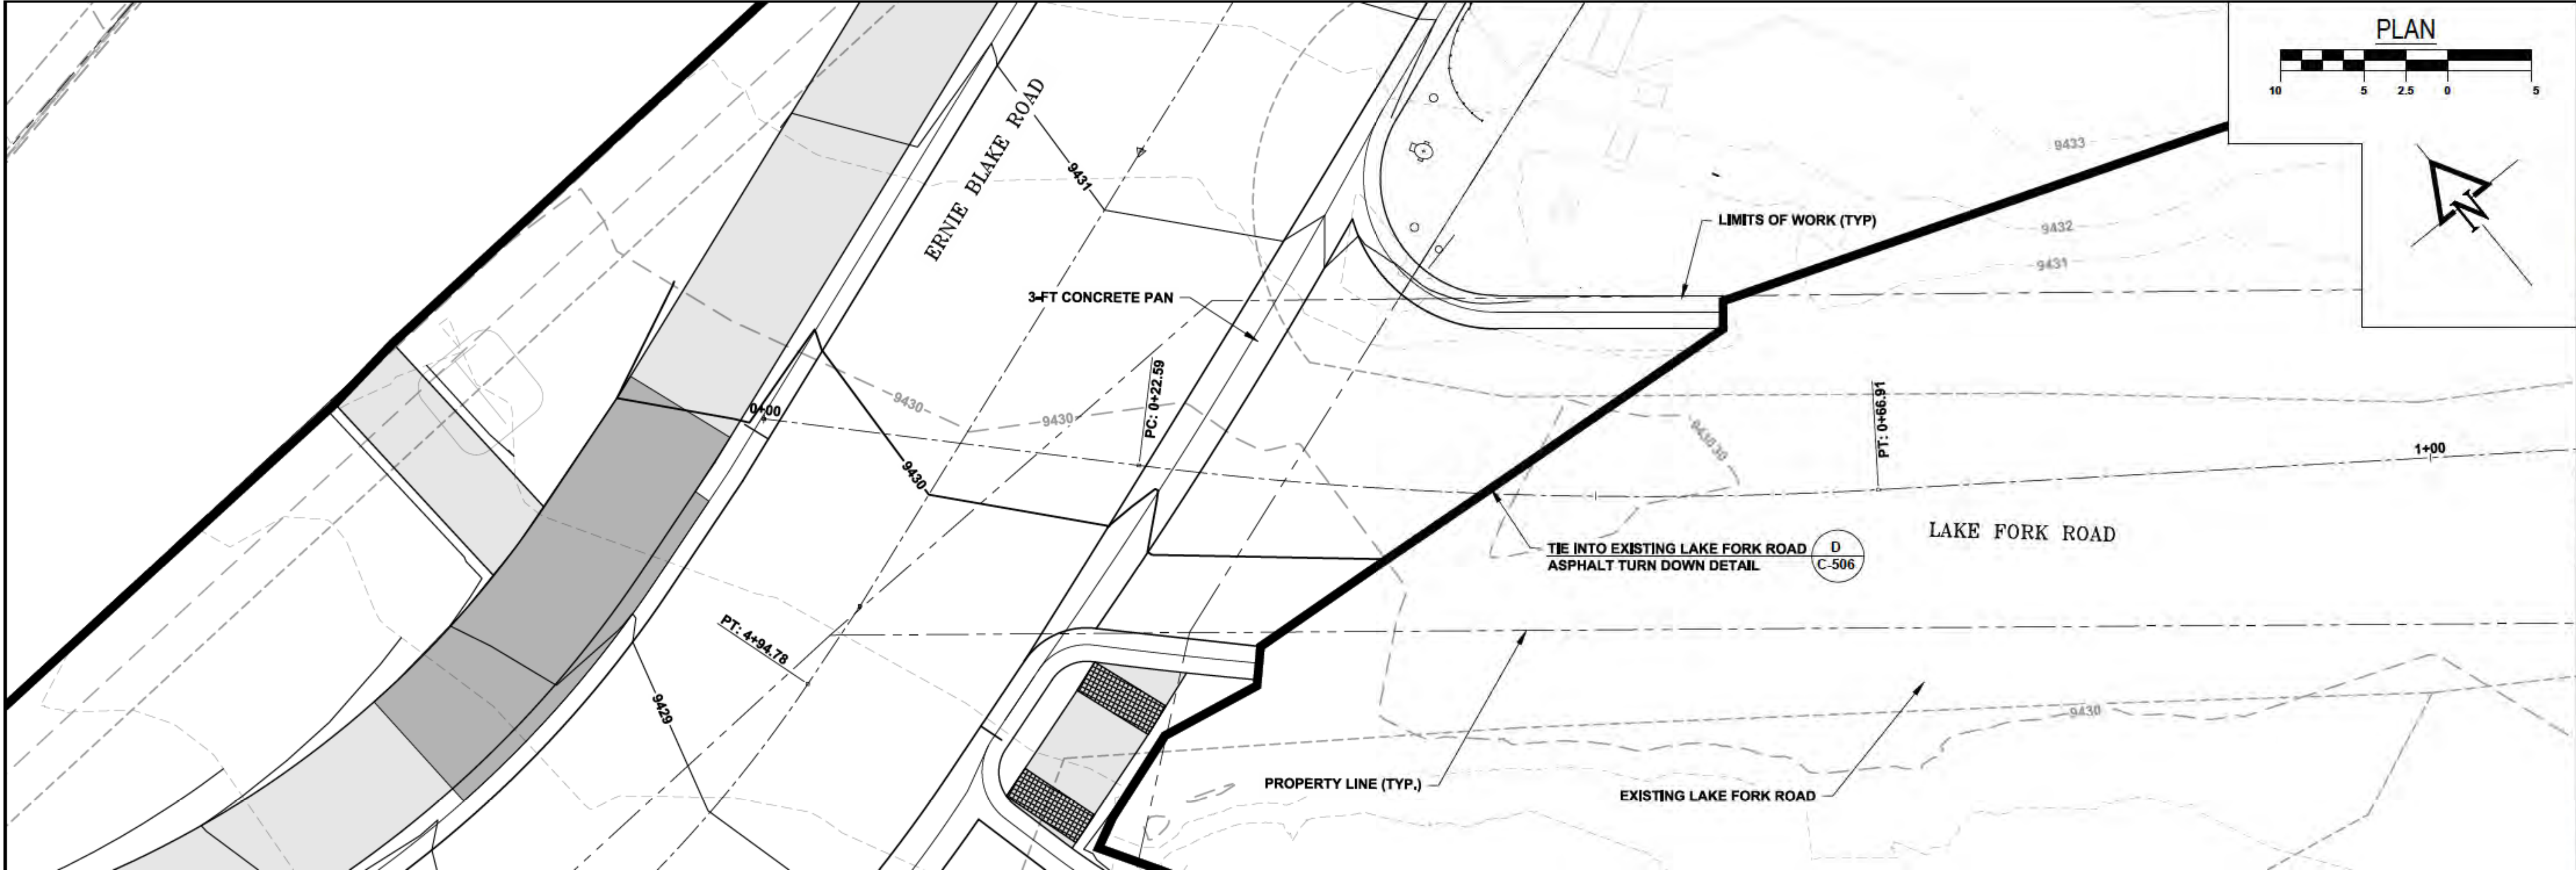 PLAN
10 5 2.5 0 5
N
ERNIE BLAKE ROAD
9431
9433
LIMITS OF WORK (TYP)
9432
9431
3-FT CONCRETE PAN
PC: 0+22.59
0+00
9430
9430
PT: 0+66.91
1+00
9430
TIE INTO EXISTING LAKE FORK ROAD
ASPHALT TURN DOWN DETAIL
D
C-506
LAKE FORK ROAD
PT: 4+94.78
9429
9430
PROPERTY LINE (TYP.)
EXISTING LAKE FORK ROAD